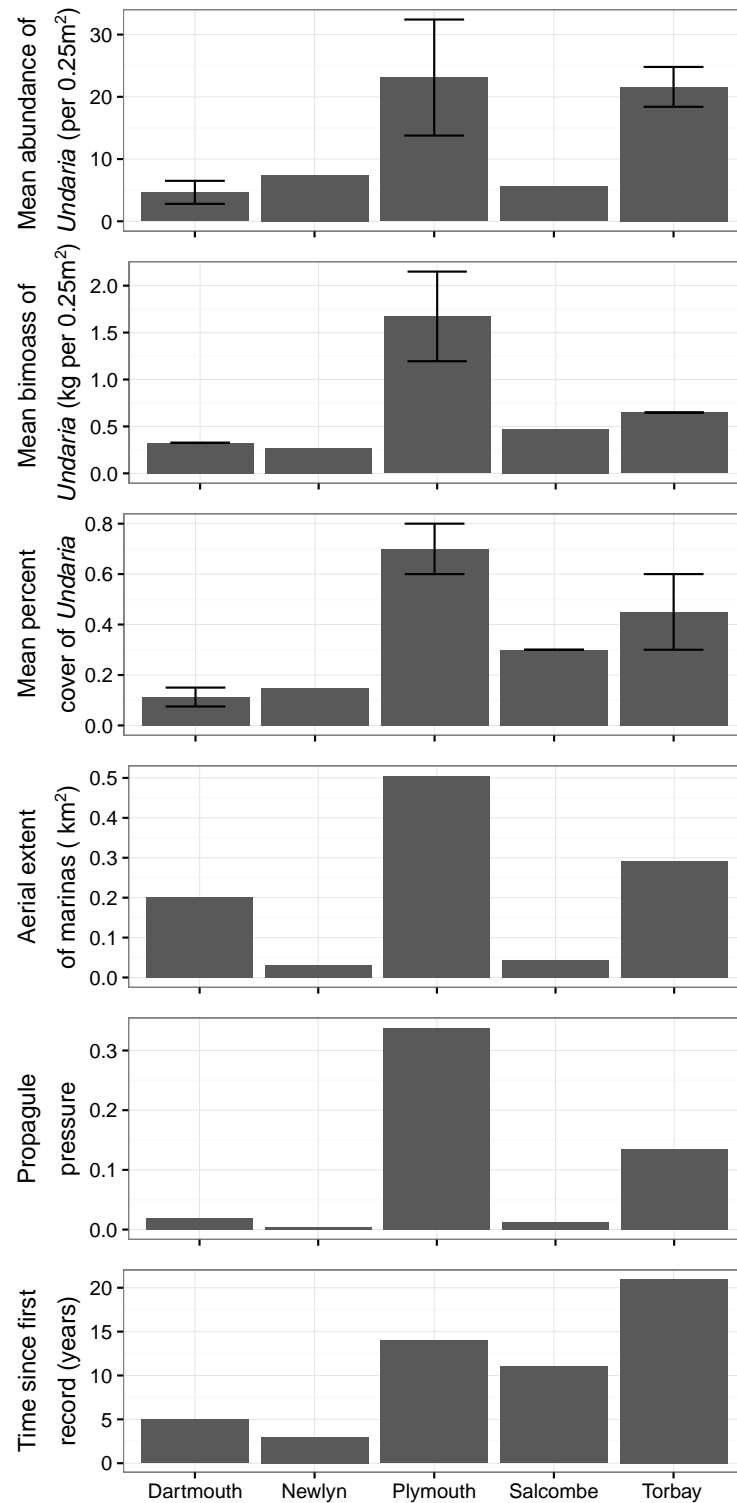 Mean abundance of
Undaria (per 0.25m²)
30
20
10
0
Mean bimoass of
Undaria (kg per 0.25m²)
2.0
1.5
1.0
0.5
0.0
Mean percent
cover of Undaria
0.8
0.6
0.4
0.2
0.0
Aerial extent
of marinas ( km²)
0.5
0.4
0.3
0.2
0.1
0.0
Propagule
pressure
0.3
0.2
0.1
0.0
Time since first
record (years)
20
15
10
5
0
Dartmouth Newlyn Plymouth Salcombe Torbay